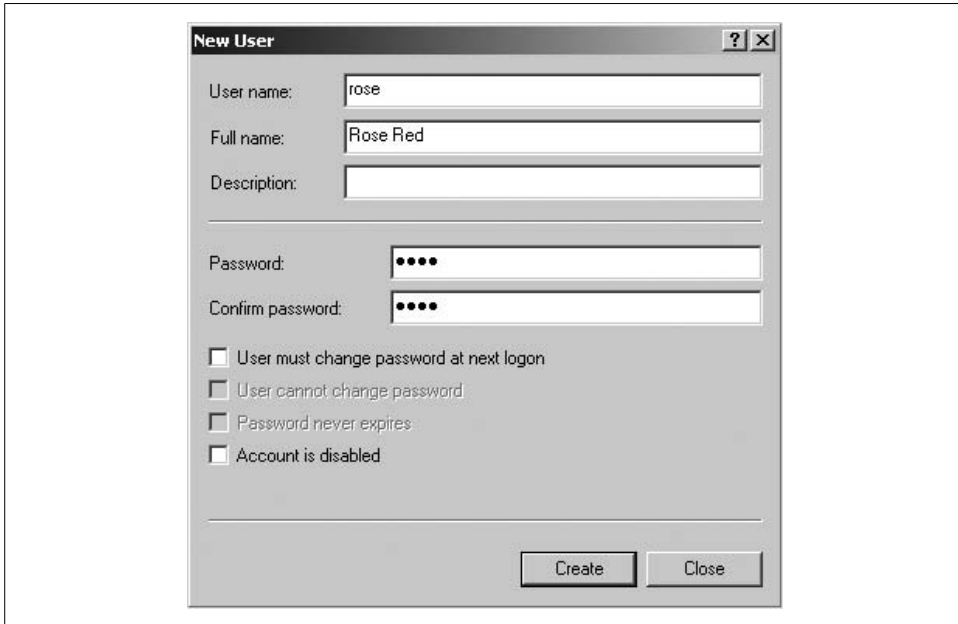 New User
User name: rose
Full name: Rose Red
Description:
Password: ••••
Confirm password: ••••
User must change password at next logon
User cannot change password
Password never expires
Account is disabled
Create Close